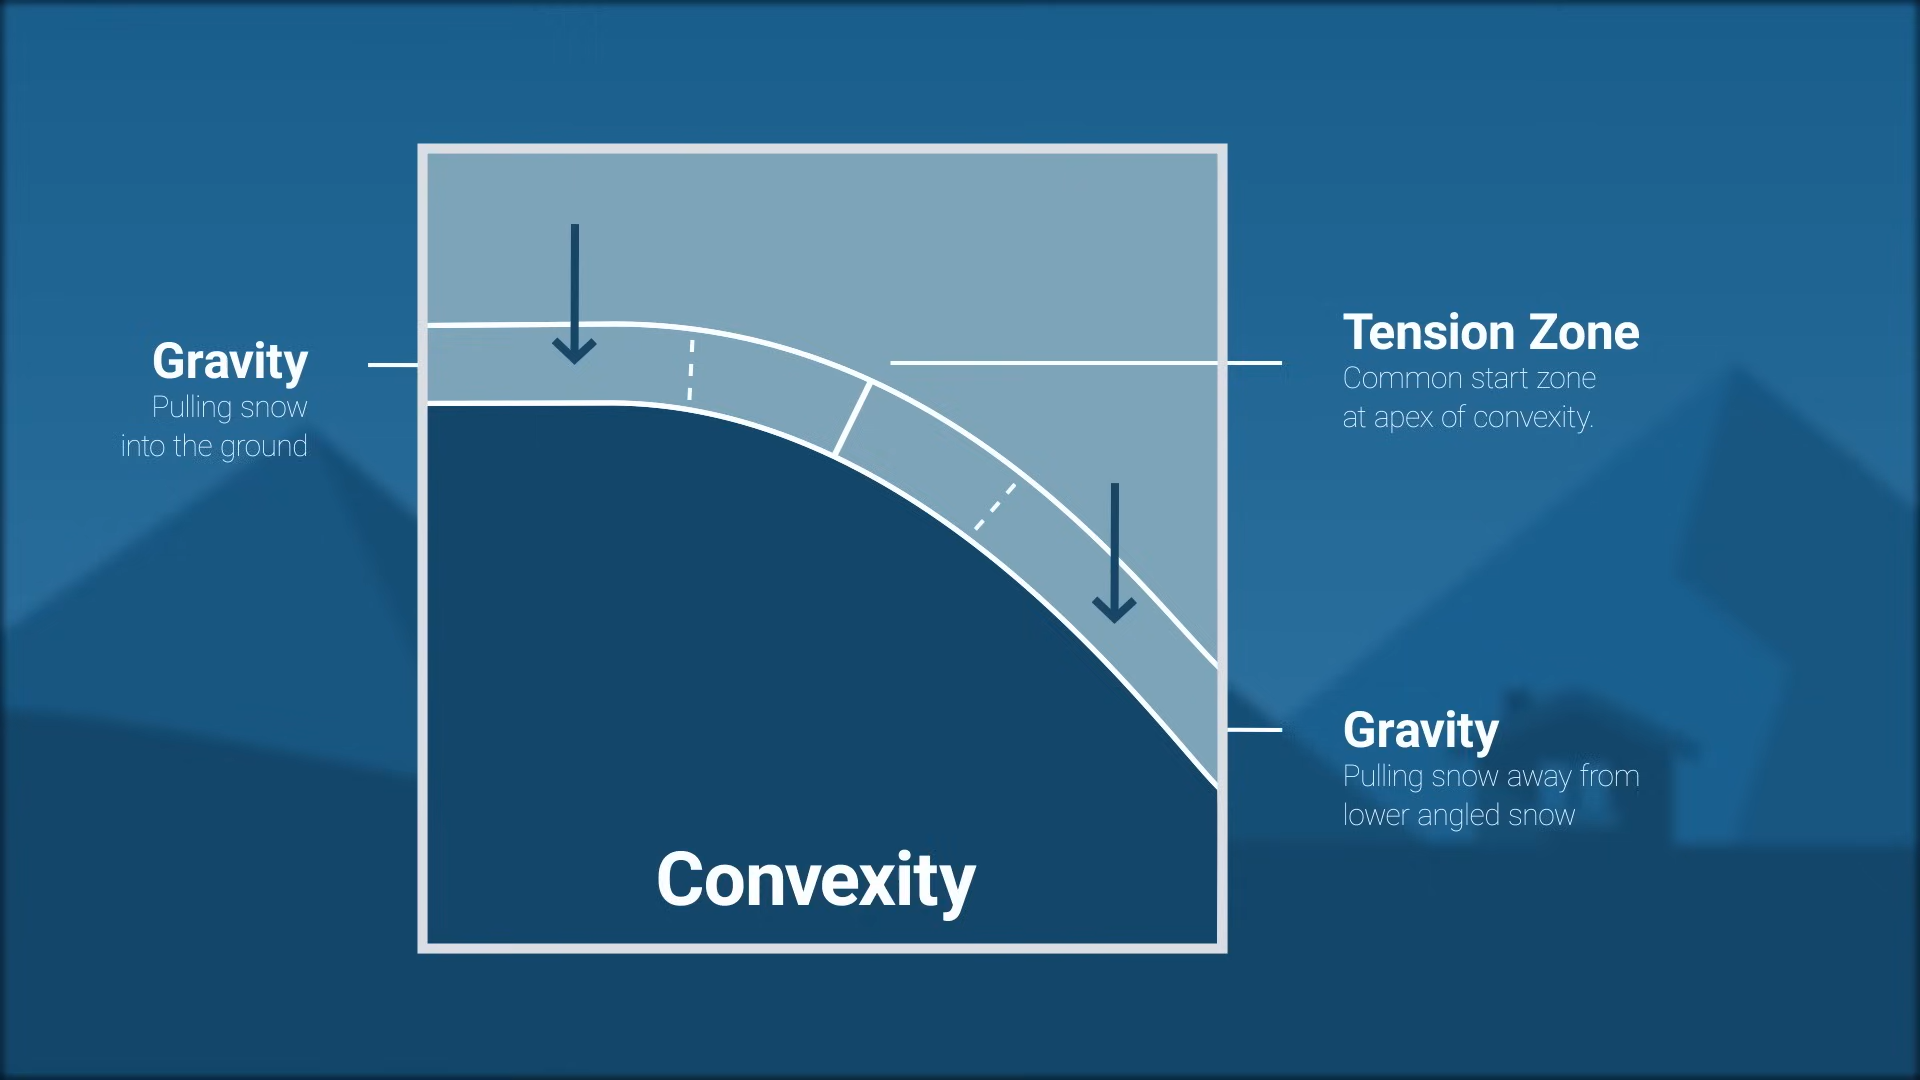 Gravity
Pulling snow
into the ground
Tension Zone
Common start zone
at apex of convexity.
Gravity
Pulling snow away from
lower angled snow
Convexity